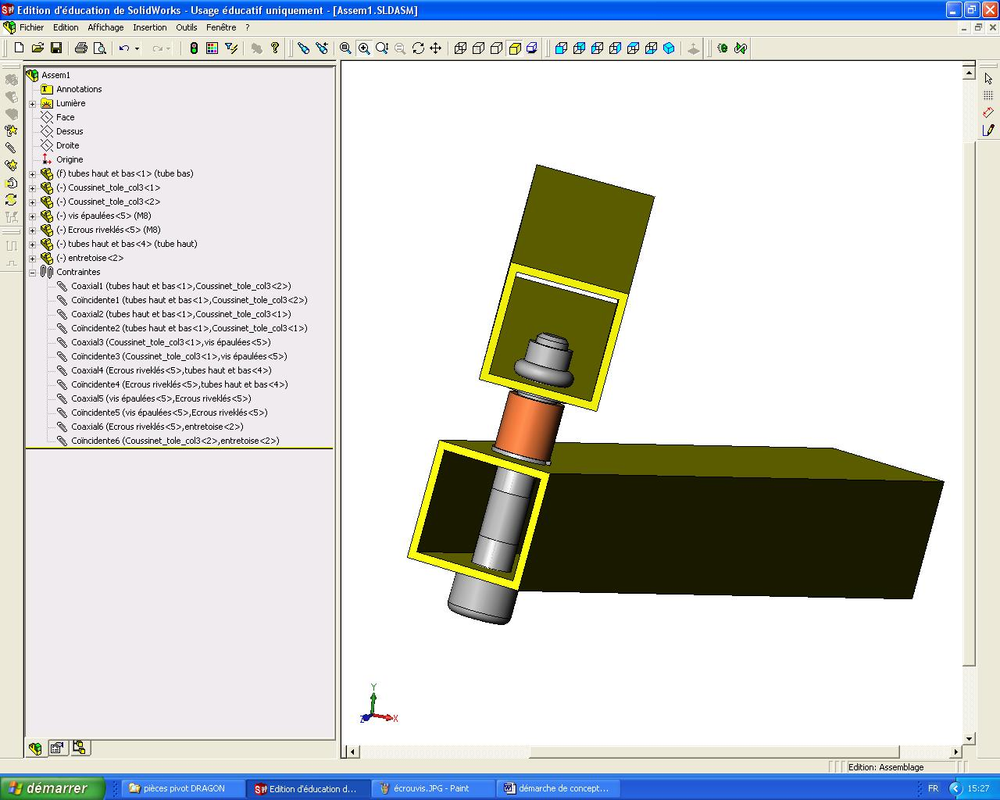 Edition d'éducation de SolidWorks - Usage éducatif uniquement - [Assem1.SLDASM]
Fichier Edition Affichage Insertion Outils Fenêtre ?
Assem1
Annotations
Lumière
Face
Dessus
Droite
Origine
(f) tubes haut et bas<1> (tube bas)
(-) Coussinet_tole_col3<1>
(-) Coussinet_tole_col3<2>
(-) vis épaulées<5> (M8)
(-) Ecrous riveklés<5> (M8)
(-) tubes haut et bas<4> (tube haut)
(-) entretoise<2>
Contraintes
Coaxial1 (tubes haut et bas<1>,Coussinet_tole_col3<2>)
Coïncidente1 (tubes haut et bas<1>,Coussinet_tole_col3<2>)
Coaxial2 (tubes haut et bas<1>,Coussinet_tole_col3<1>)
Coïncidente2 (tubes haut et bas<1>,Coussinet_tole_col3<1>)
Coaxial3 (Coussinet_tole_col3<1>,vis épaulées<5>)
Coïncidente3 (Coussinet_tole_col3<1>,vis épaulées<5>)
Coaxial4 (Ecrous riveklés<5>,tubes haut et bas<4>)
Coïncidente4 (Ecrous riveklés<5>,tubes haut et bas<4>)
Coaxial5 (vis épaulées<5>,Ecrous riveklés<5>)
Coïncidente5 (vis épaulées<5>,Ecrous riveklés<5>)
Coaxial6 (Ecrous riveklés<5>,entretoise<2>)
Coïncidente6 (Coussinet_tole_col3<2>,entretoise<2>)
Y
Z X
Edition: Assemblage
démarrer pièces pivot DRAGON Edition d'éducation d... écrouvis.JPG - Paint démarche de concept... FR 15:27